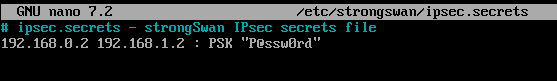 GNU nano 7.2 /etc/strongswan/ipsec.secrets
# ipsec.secrets - strongSwan IPsec secrets file
192.168.0.2 192.168.1.2 : PSK "P@ssw0rd"